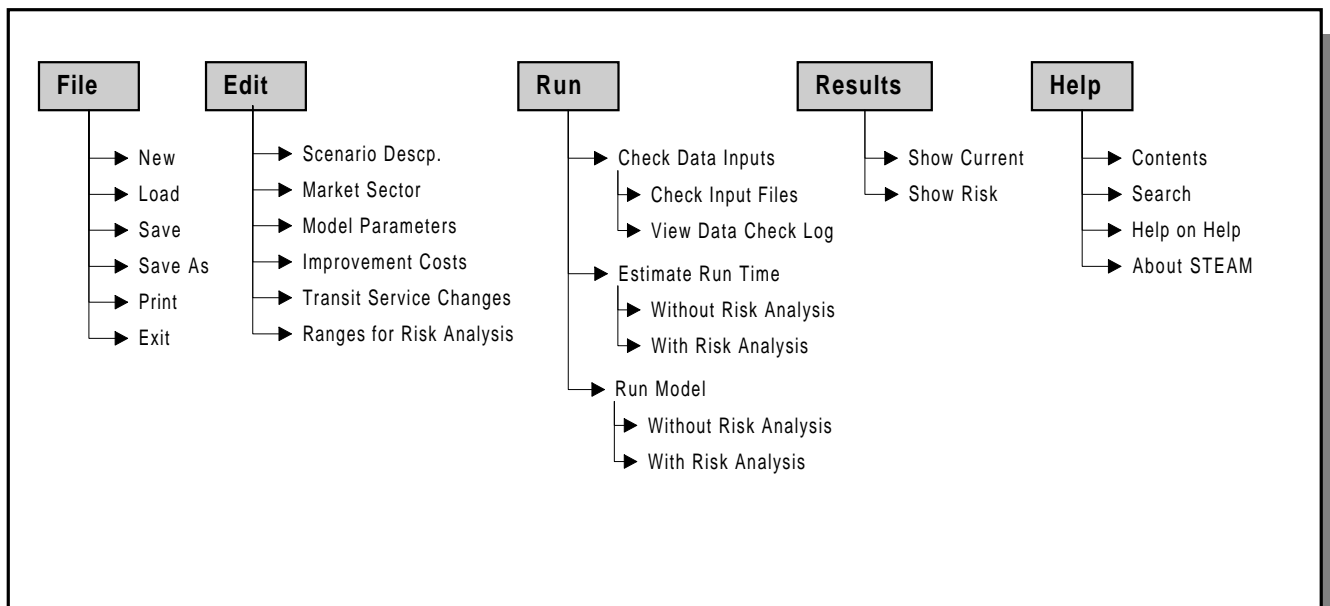 File
New
Load
Save
Save As
Print
Exit
Edit
Scenario Descp.
Market Sector
Model Parameters
Improvement Costs
Transit Service Changes
Ranges for Risk Analysis
Run
Check Data Inputs
Check Input Files
View Data Check Log
Estimate Run Time
Without Risk Analysis
With Risk Analysis
Run Model
Without Risk Analysis
With Risk Analysis
Results
Show Current
Show Risk
Help
Contents
Search
Help on Help
About STEAM